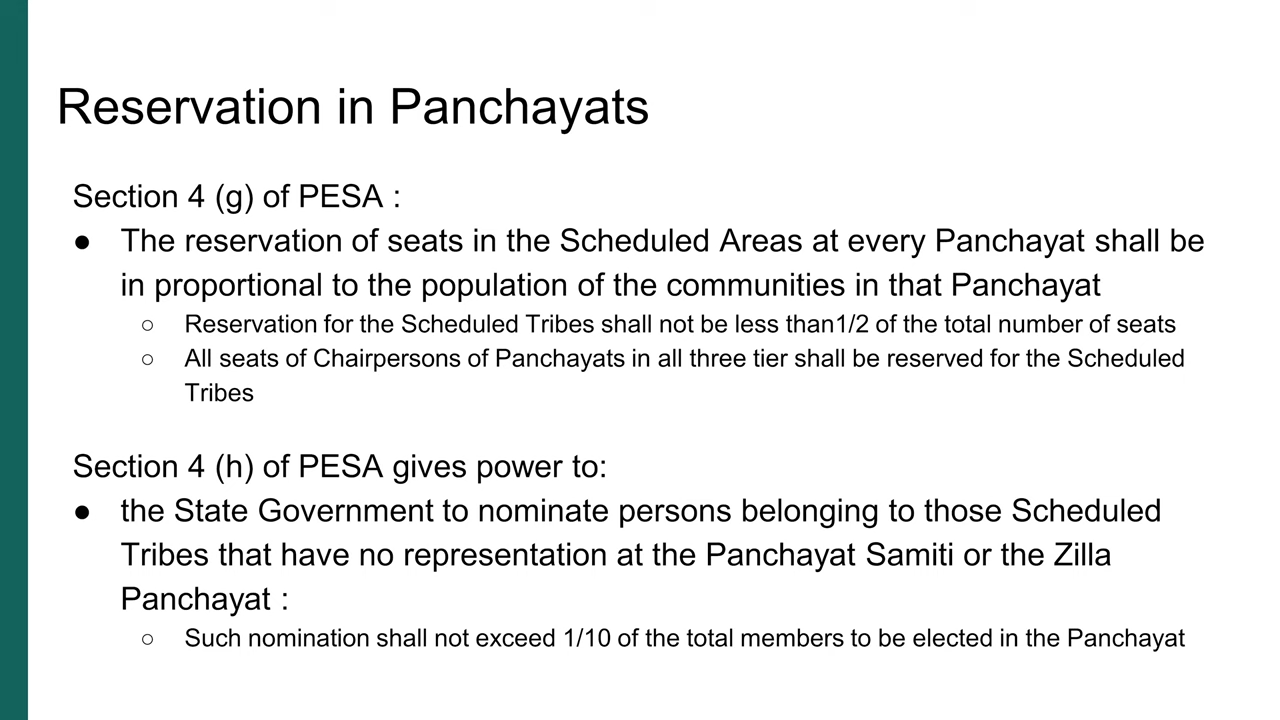 Reservation in Panchayats
Section 4 (g) of PESA :
● The reservation of seats in the Scheduled Areas at every Panchayat shall be
in proportional to the population of the communities in that Panchayat
○ Reservation for the Scheduled Tribes shall not be less than1/2 of the total number of seats
○ All seats of Chairpersons of Panchayats in all three tier shall be reserved for the Scheduled
Tribes
Section 4 (h) of PESA gives power to:
● the State Government to nominate persons belonging to those Scheduled
Tribes that have no representation at the Panchayat Samiti or the Zilla
Panchayat :
○ Such nomination shall not exceed 1/10 of the total members to be elected in the Panchayat